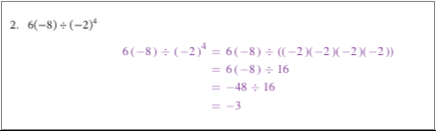 2. 6(−8) ÷ (−2)⁴
6(−8) ÷ (−2)⁴ = 6(−8) ÷ ((−2)(−2)(−2)(−2))
= 6(−8) ÷ 16
= −48 ÷ 16
= −3